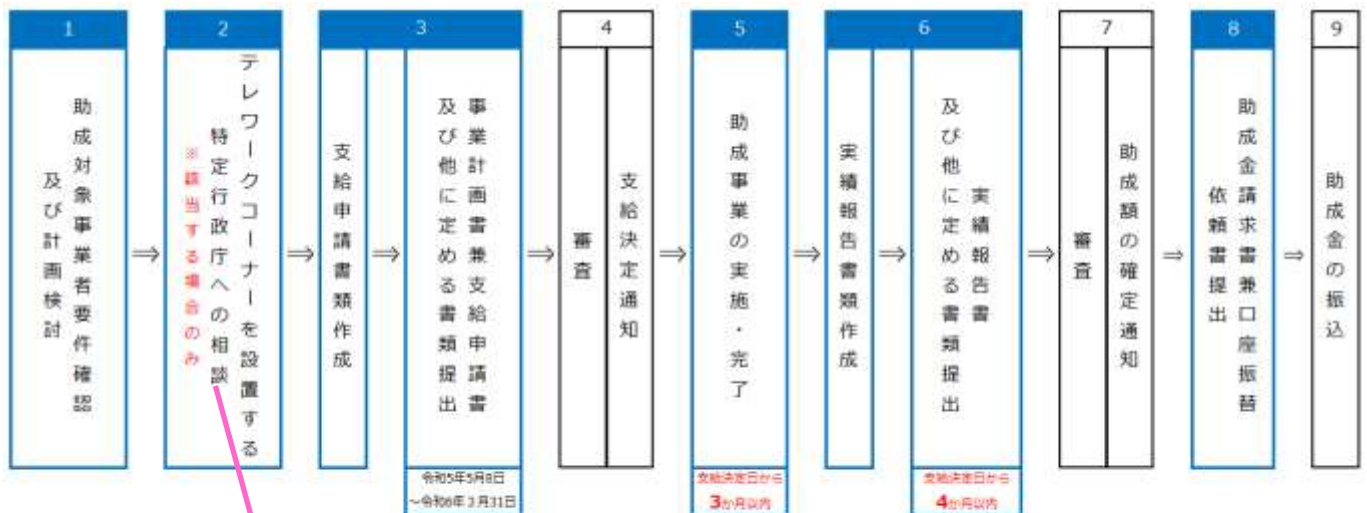 1
助成対象事業者要件確認
及び計画検討
⇒
2
テレワークコーナーを設置する
特定行政庁への相談
※該当する場合のみ
⇒
3
支給申請書類作成
⇒
事業計画書兼支給申請書
及び他に定める書類提出
令和5年5月8日
～令和6年3月31日
⇒
4
審査
支給決定通知
⇒
5
助成事業の実施・完了
支給決定日から
3か月以内
⇒
6
実績報告書類作成
⇒
実績報告書
及び他に定める書類提出
支給決定日から
4か月以内
⇒
7
審査
助成額の確定通知
⇒
8
助成金請求書兼口座振替
依頼書提出
⇒
9
助成金の振込